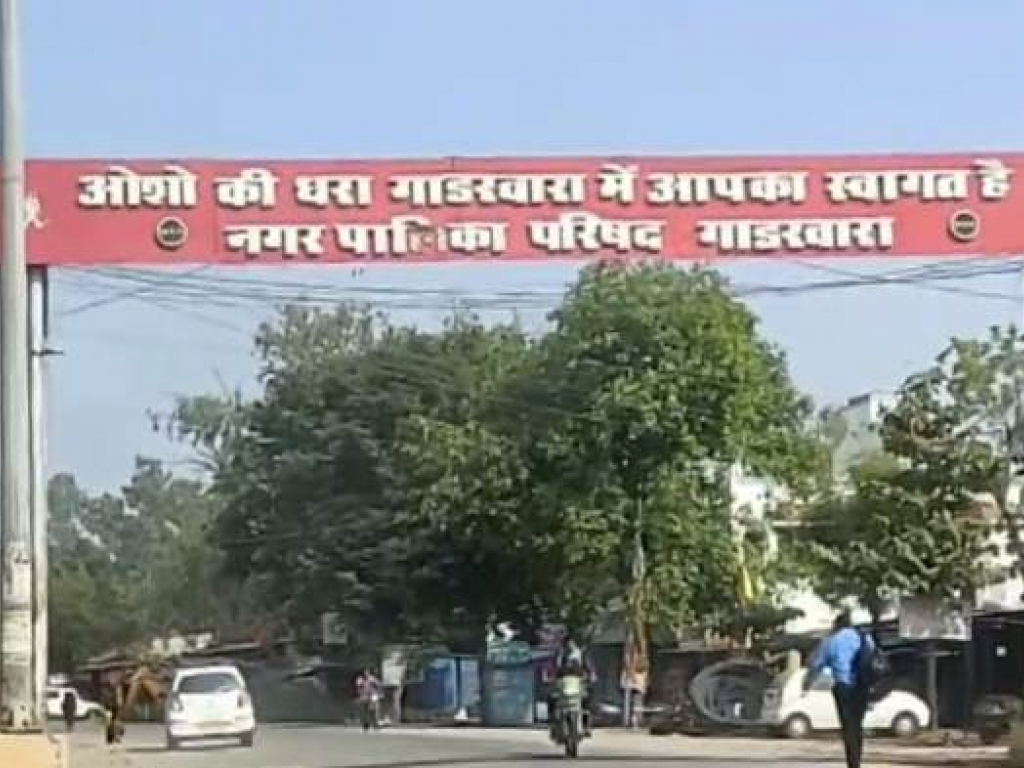 ओशो की धरा गाडरवारा में आपका स्वागत है
नगर पालिका परिषद गाडरवारा